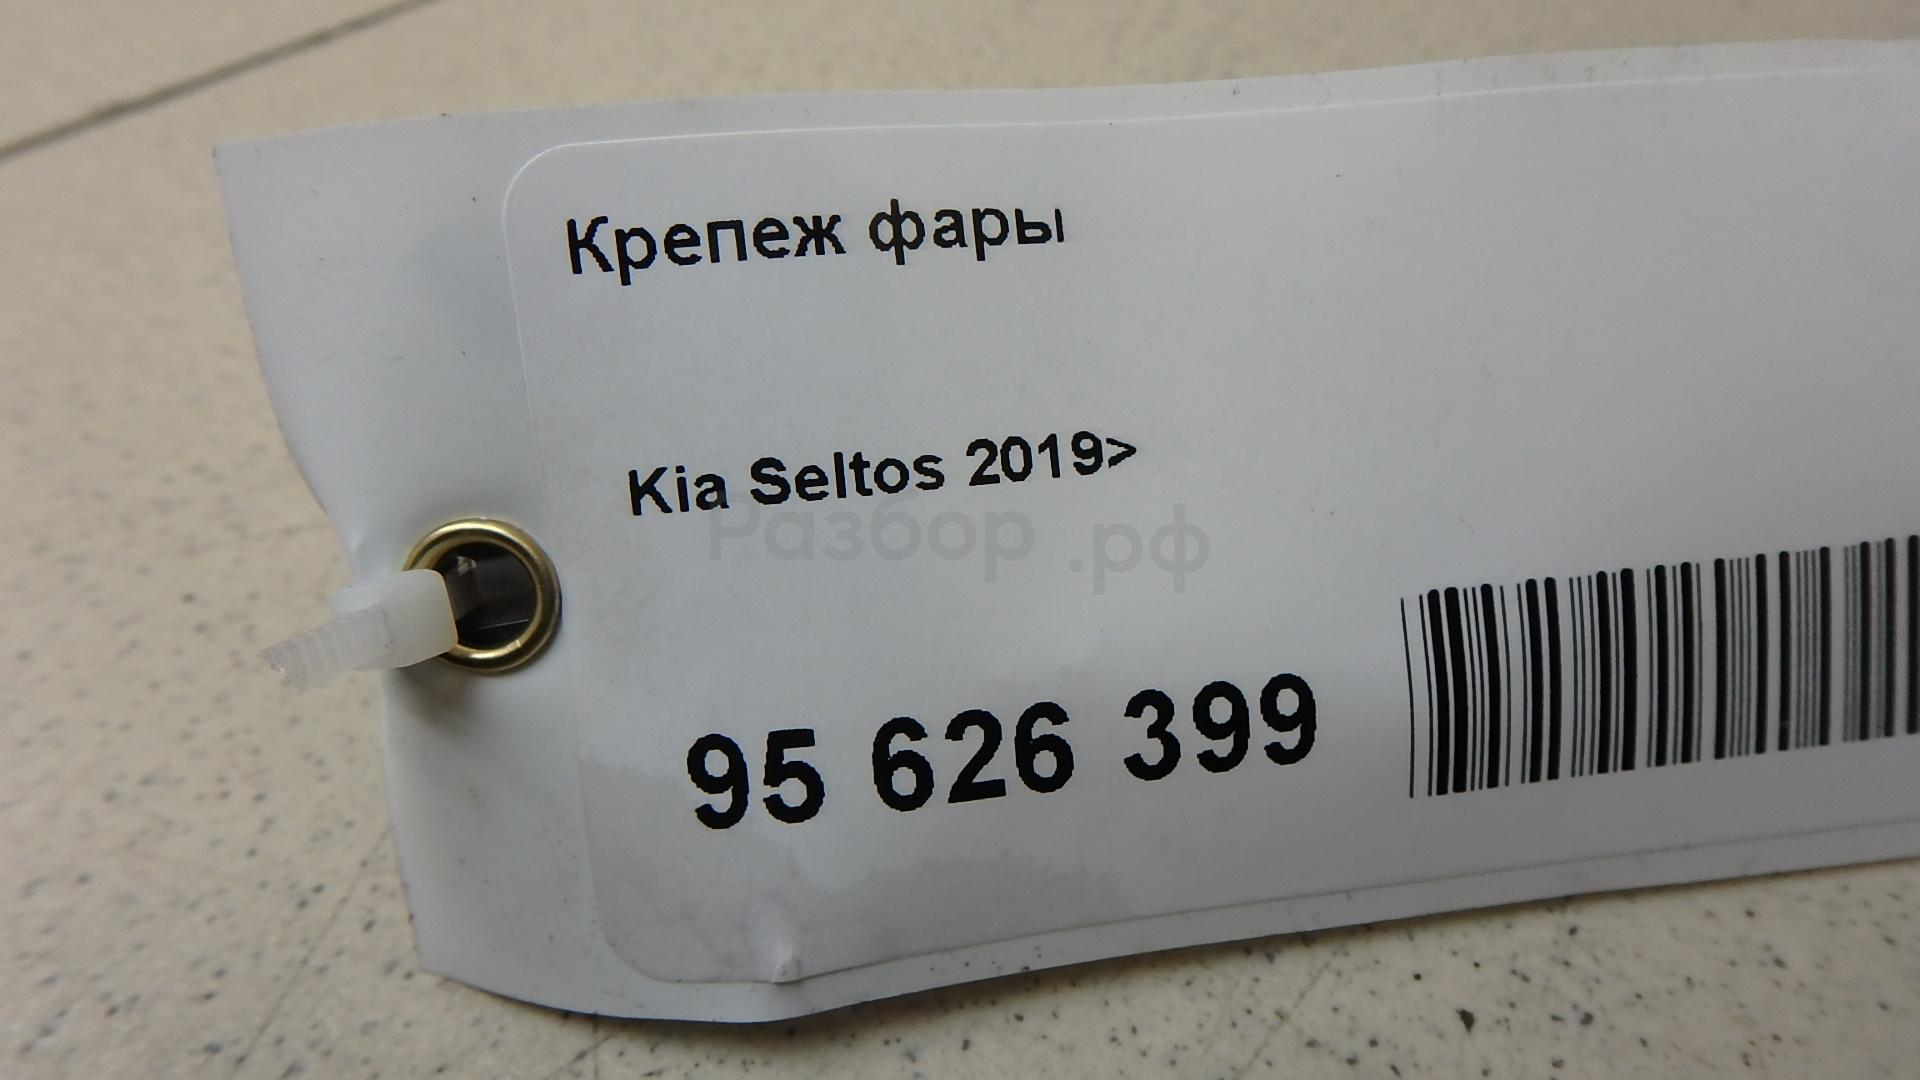 Крепеж фары
Kia Seltos 2019>
Разбор.рф
95 626 399